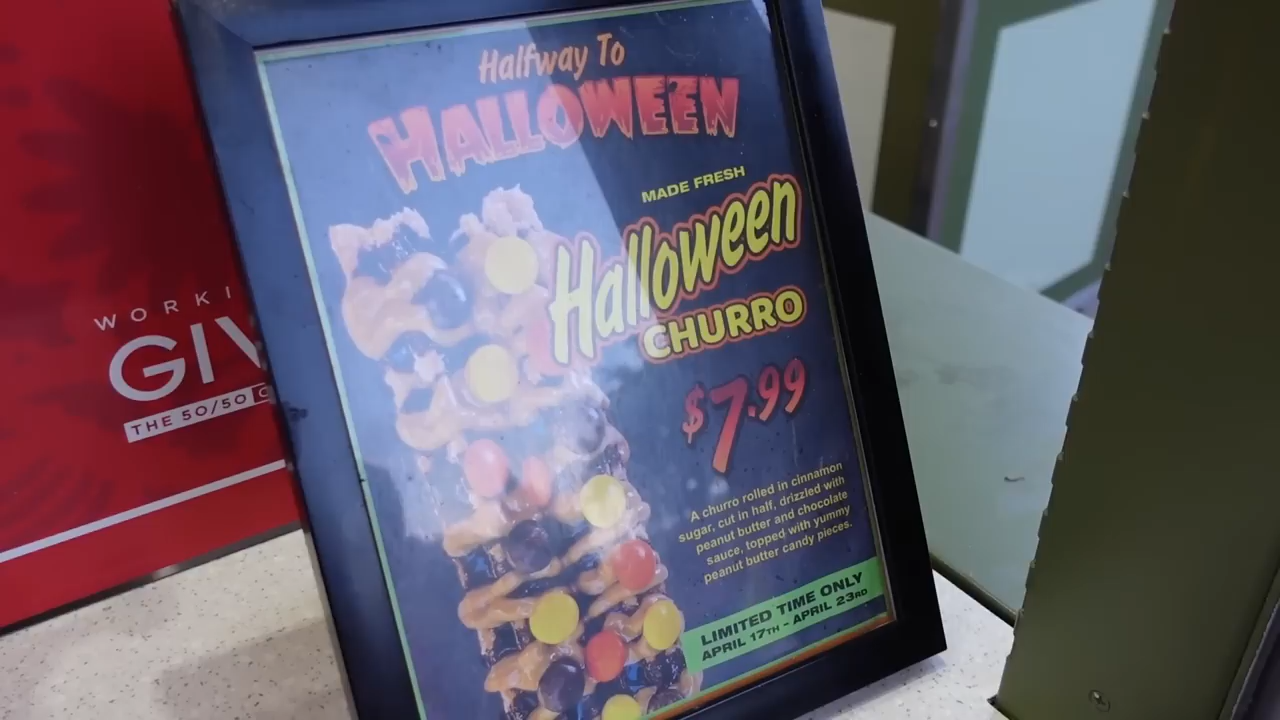 Halfway To
HALLOWEEN
MADE FRESH
Halloween
CHURRO
$7.99
A churro rolled in cinnamon
sugar, cut in half, drizzled with
peanut butter and chocolate
sauce, topped with yummy
peanut butter candy pieces.
LIMITED TIME ONLY
APRIL 17TH - APRIL 23RD
THE 50/50